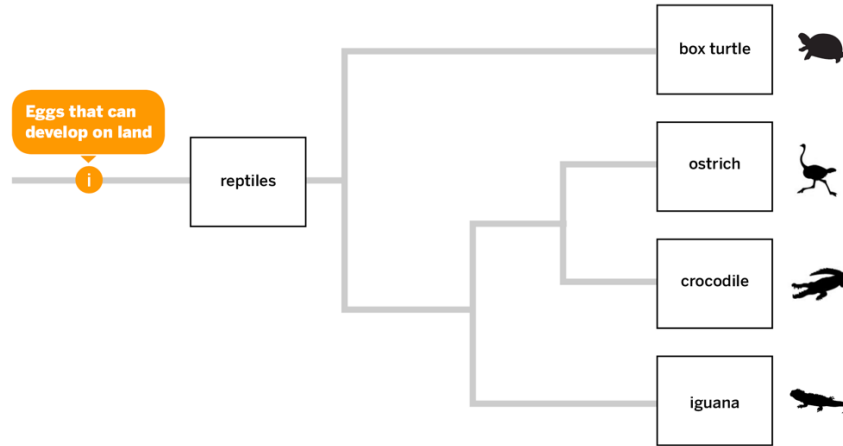 Eggs that can
develop on land
i
reptiles
box turtle
ostrich
crocodile
iguana